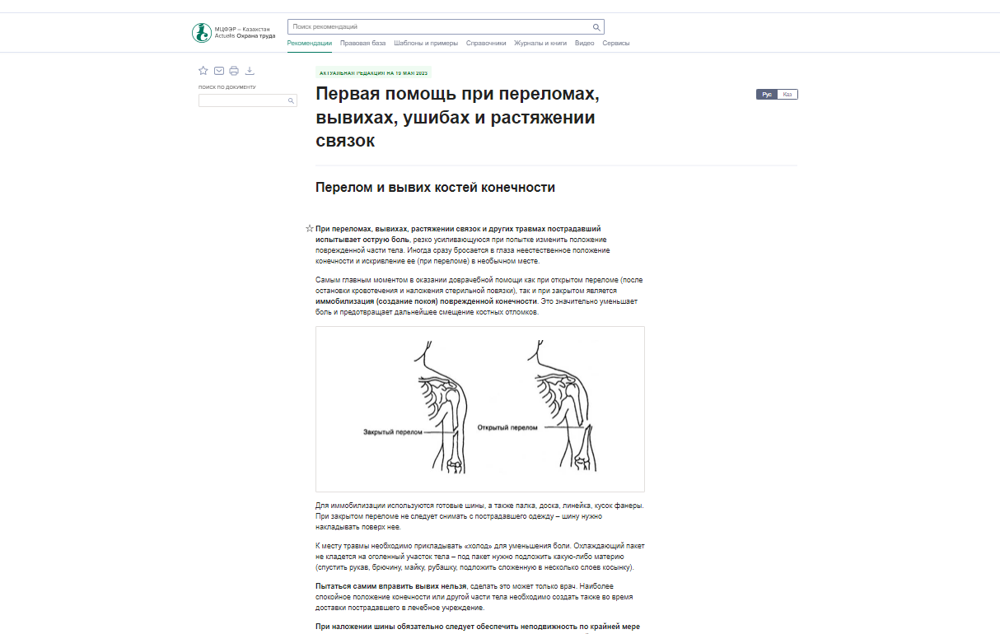 МЦФЭР – Казахстан
Actualis Охрана труда
Поиск рекомендаций
Рекомендации Правовая база Шаблоны и примеры Справочники Журналы и книги Видео Сервисы
ПОИСК ПО ДОКУМЕНТУ
АКТУАЛЬНАЯ РЕДАКЦИЯ НА 19 МАЯ 2023
Первая помощь при переломах,
вывихах, ушибах и растяжении
связок
Рус Каз
Перелом и вывих костей конечности
При переломах, вывихах, растяжении связок и других травмах пострадавший
испытывает острую боль, резко усиливающуюся при попытке изменить положение
поврежденной части тела. Иногда сразу бросается в глаза неестественное положение
конечности и искривление ее (при переломе) в необычном месте.
Самым главным моментом в оказании доврачебной помощи как при открытом переломе (после
остановки кровотечения и наложения стерильной повязки), так и при закрытом является
иммобилизация (создание покоя) поврежденной конечности. Это значительно уменьшает
боль и предотвращает дальнейшее смещение костных отломков.
Закрытый перелом
Открытый перелом
Для иммобилизации используются готовые шины, а также палка, доска, линейка, кусок фанеры.
При закрытом переломе не следует снимать с пострадавшего одежду – шину нужно
накладывать поверх нее.
К месту травмы необходимо прикладывать «холод» для уменьшения боли. Охлаждающий пакет
не кладется на оголенный участок тела – под пакет нужно подложить какую-либо материю
(спустить рукав, брючину, майку, рубашку, подложить сложенную в несколько слоев косынку).
Пытаться самим вправить вывих нельзя, сделать это может только врач. Наиболее
спокойное положение конечности или другой части тела необходимо создать также во время
доставки пострадавшего в лечебное учреждение.
При наложении шины обязательно следует обеспечить неподвижность по крайней мере